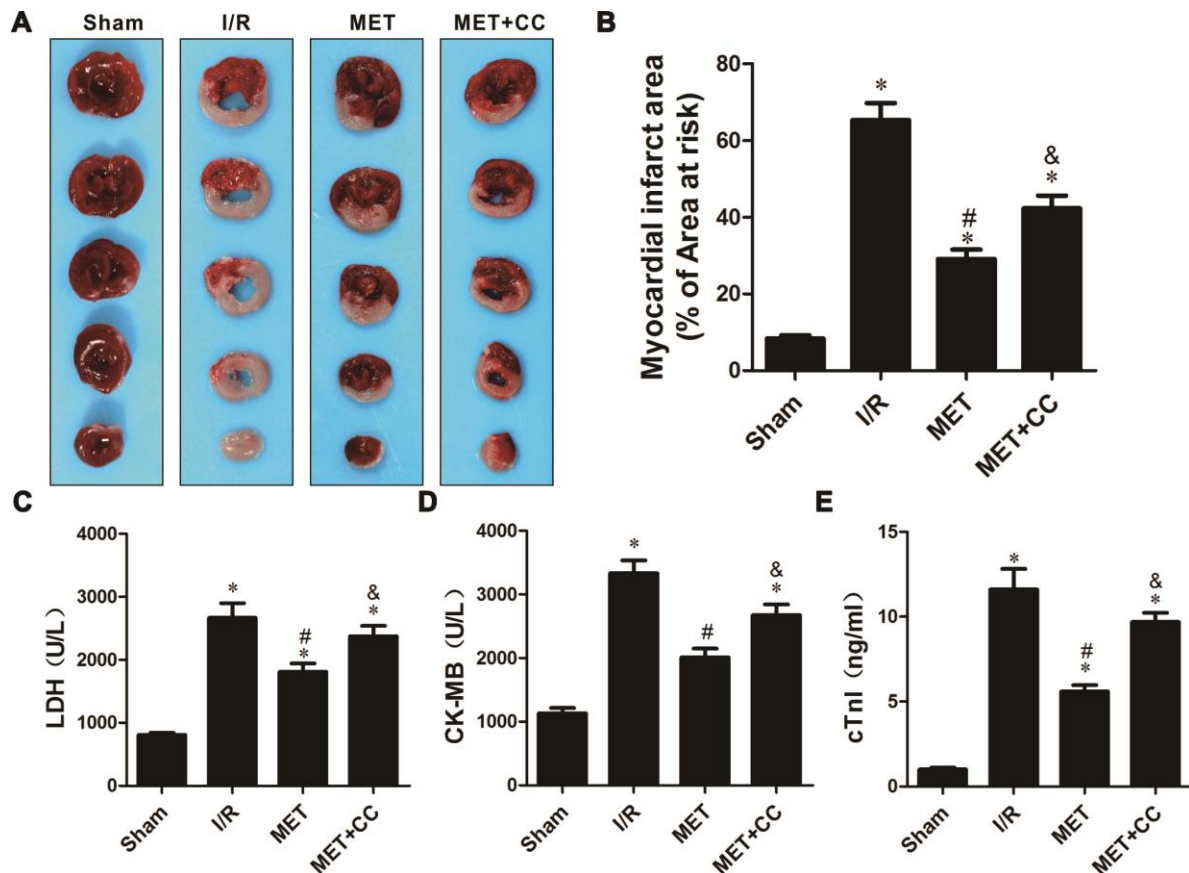 A
Sham I/R MET MET+CC
B
Myocardial infarct area
(% of Area at risk)
80
60
40
20
0
*
#
*
&
*
Sham I/R MET MET+CC
C
LDH (U/L)
4000
3000
2000
1000
0
*
#
*
&
*
Sham I/R MET MET+CC
D
CK-MB (U/L)
4000
3000
2000
1000
0
*
#
&
*
Sham I/R MET MET+CC
E
cTnI (ng/ml)
15
10
5
0
*
#
*
&
*
Sham I/R MET MET+CC